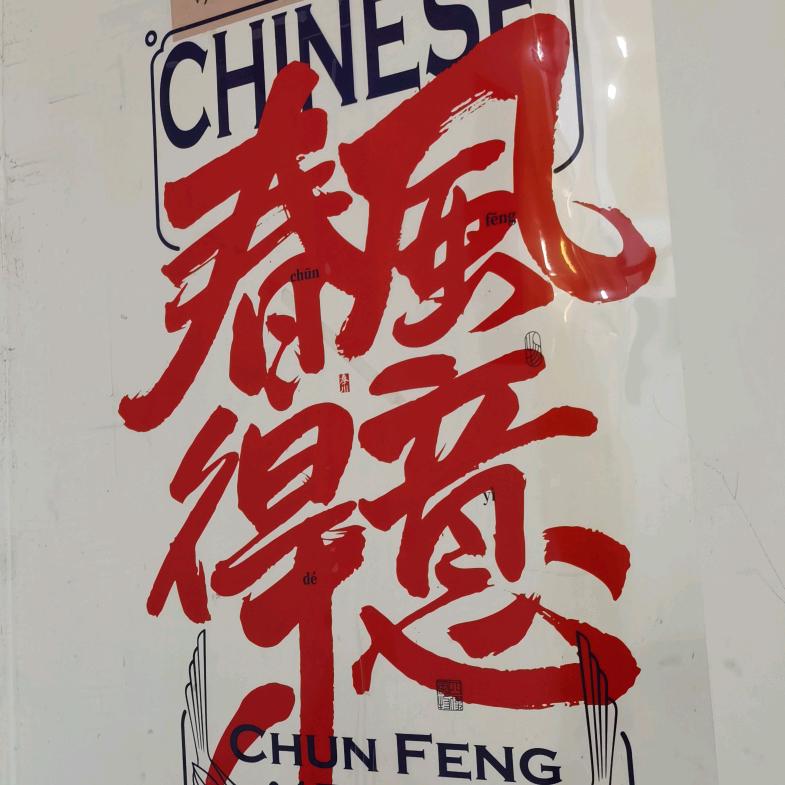 CHINESE
春風
chūn fēng
得意
dé yì
CHUN FENG